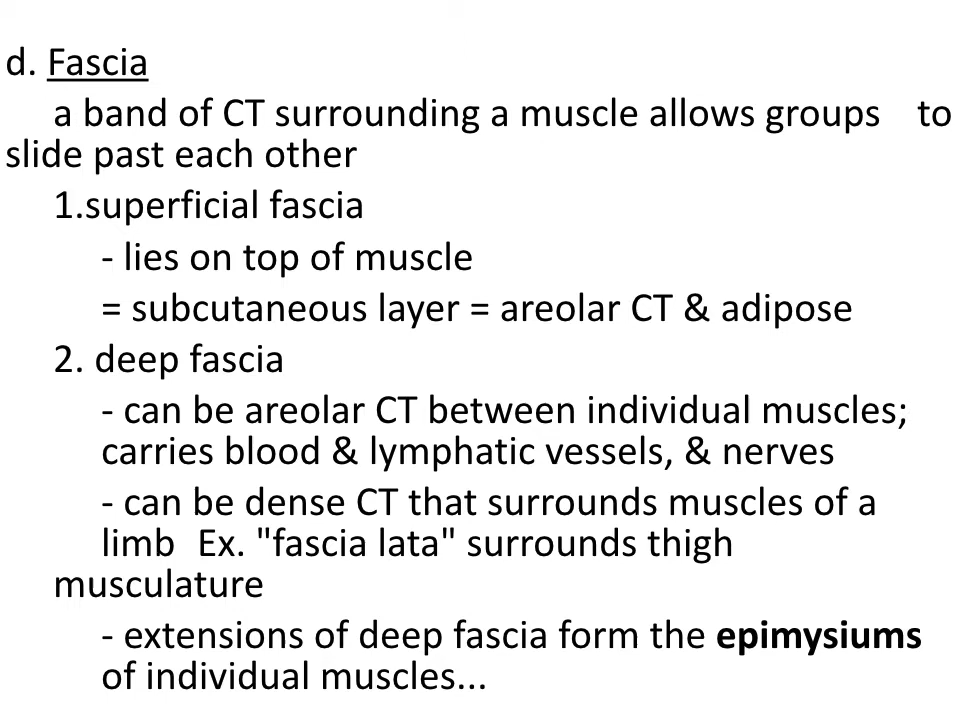 d. Fascia
a band of CT surrounding a muscle allows groups to
slide past each other
1.superficial fascia
- lies on top of muscle
= subcutaneous layer = areolar CT & adipose
2. deep fascia
- can be areolar CT between individual muscles;
carries blood & lymphatic vessels, & nerves
- can be dense CT that surrounds muscles of a
limb Ex. "fascia lata" surrounds thigh
musculature
- extensions of deep fascia form the epimysiums
of individual muscles...